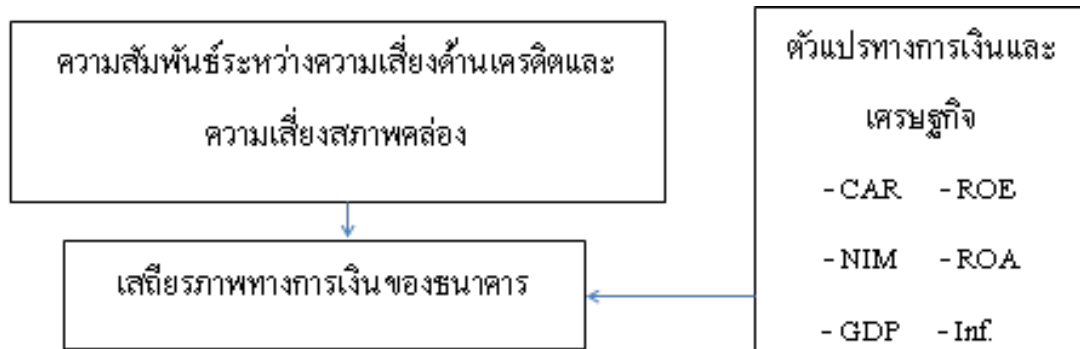 ความสัมพันธ์ระหว่างความเสี่ยงด้านเครดิตและ
ความเสี่ยงสภาพคล่อง
เสถียรภาพทางการเงินของธนาคาร
ตัวแปรทางการเงินและ
เศรษฐกิจ
- CAR - ROE
- NIM - ROA
- GDP - Inf.